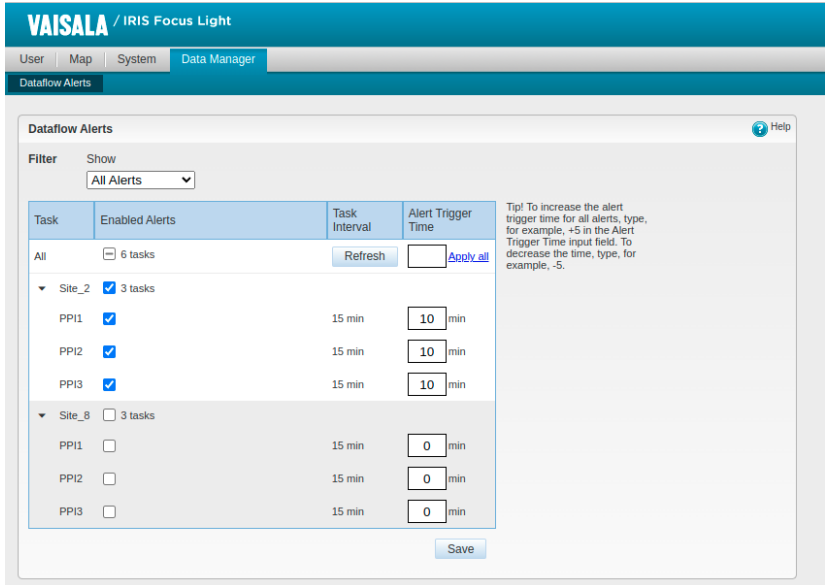 VAISALA / IRIS Focus Light
User Map System Data Manager
Dataflow Alerts
Dataflow Alerts
? Help
Filter Show
All Alerts
Task Enabled Alerts Task Interval Alert Trigger Time
All 6 tasks Refresh Apply all
Site_2 3 tasks
PPI1 15 min 10 min
PPI2 15 min 10 min
PPI3 15 min 10 min
Site_8 3 tasks
PPI1 15 min 0 min
PPI2 15 min 0 min
PPI3 15 min 0 min
Save
Tip! To increase the alert
trigger time for all alerts, type,
for example, +5 in the Alert
Trigger Time input field. To
decrease the time, type, for
example, -5.